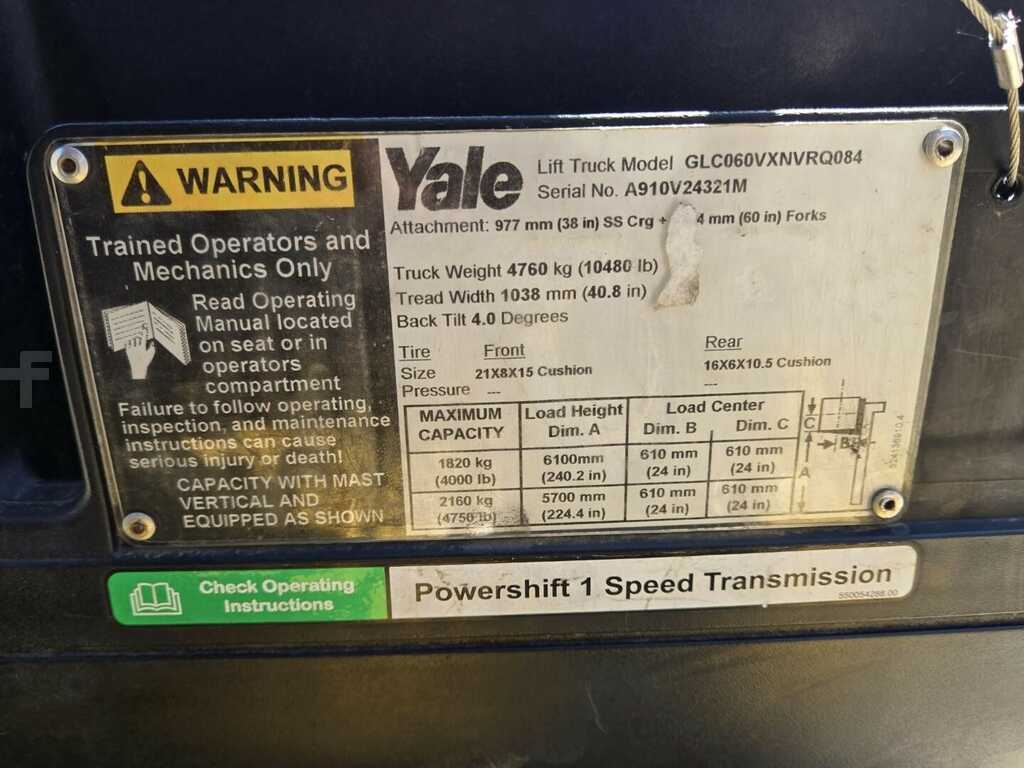 WARNING
Trained Operators and
Mechanics Only
Read Operating
Manual located
on seat or in
operators
compartment
Failure to follow operating,
inspection, and maintenance
instructions can cause
serious injury or death!
CAPACITY WITH MAST
VERTICAL AND
EQUIPPED AS SHOWN
Yale
Lift Truck Model GLC060VXNVRQ084
Serial No. A910V24321M
Attachment: 977 mm (38 in) SS Crg + 4 mm (60 in) Forks
Truck Weight 4760 kg (10480 lb)
Tread Width 1038 mm (40.8 in)
Back Tilt 4.0 Degrees
Tire Front Rear
Size 21X8X15 Cushion 16X6X10.5 Cushion
Pressure --- ---
MAXIMUM CAPACITY Load Height Dim. A Load Center Dim. B Dim. C
1820 kg (4000 lb) 6100mm (240.2 in) 610 mm (24 in) 610 mm (24 in)
2160 kg (4750 lb) 5700 mm (224.4 in) 610 mm (24 in) 610 mm (24 in)
C
B
A
Check Operating
Instructions
Powershift 1 Speed Transmission
550054288.00
f